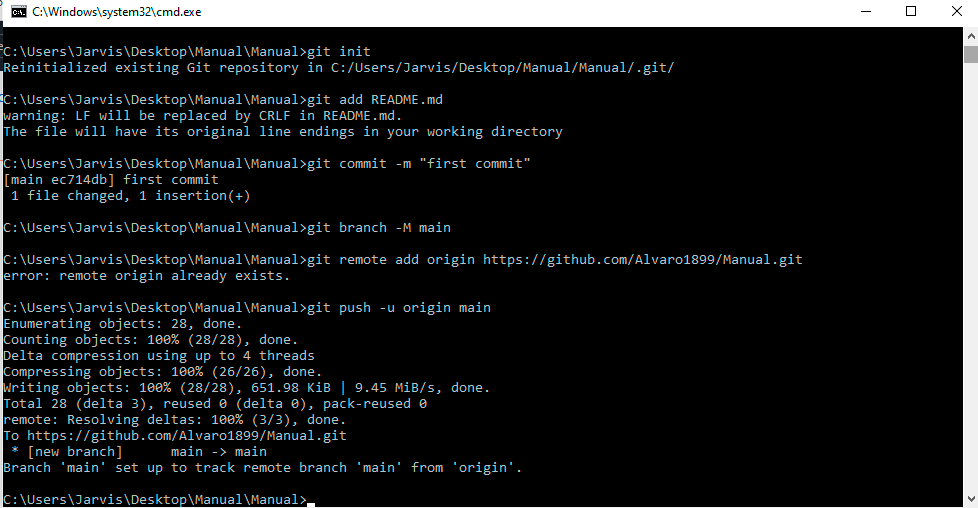 C:\Windows\system32\cmd.exe
C:\Users\Jarvis\Desktop\Manual\Manual>git init
Reinitialized existing Git repository in C:/Users/Jarvis/Desktop/Manual/Manual/.git/
C:\Users\Jarvis\Desktop\Manual\Manual>git add README.md
warning: LF will be replaced by CRLF in README.md.
The file will have its original line endings in your working directory
C:\Users\Jarvis\Desktop\Manual\Manual>git commit -m "first commit"
[main ec714db] first commit
 1 file changed, 1 insertion(+)
C:\Users\Jarvis\Desktop\Manual\Manual>git branch -M main
C:\Users\Jarvis\Desktop\Manual\Manual>git remote add origin https://github.com/Alvaro1899/Manual.git
error: remote origin already exists.
C:\Users\Jarvis\Desktop\Manual\Manual>git push -u origin main
Enumerating objects: 28, done.
Counting objects: 100% (28/28), done.
Delta compression using up to 4 threads
Compressing objects: 100% (26/26), done.
Writing objects: 100% (28/28), 651.98 KiB | 9.45 MiB/s, done.
Total 28 (delta 3), reused 0 (delta 0), pack-reused 0
remote: Resolving deltas: 100% (3/3), done.
To https://github.com/Alvaro1899/Manual.git
 * [new branch]      main -> main
Branch 'main' set up to track remote branch 'main' from 'origin'.
C:\Users\Jarvis\Desktop\Manual\Manual>